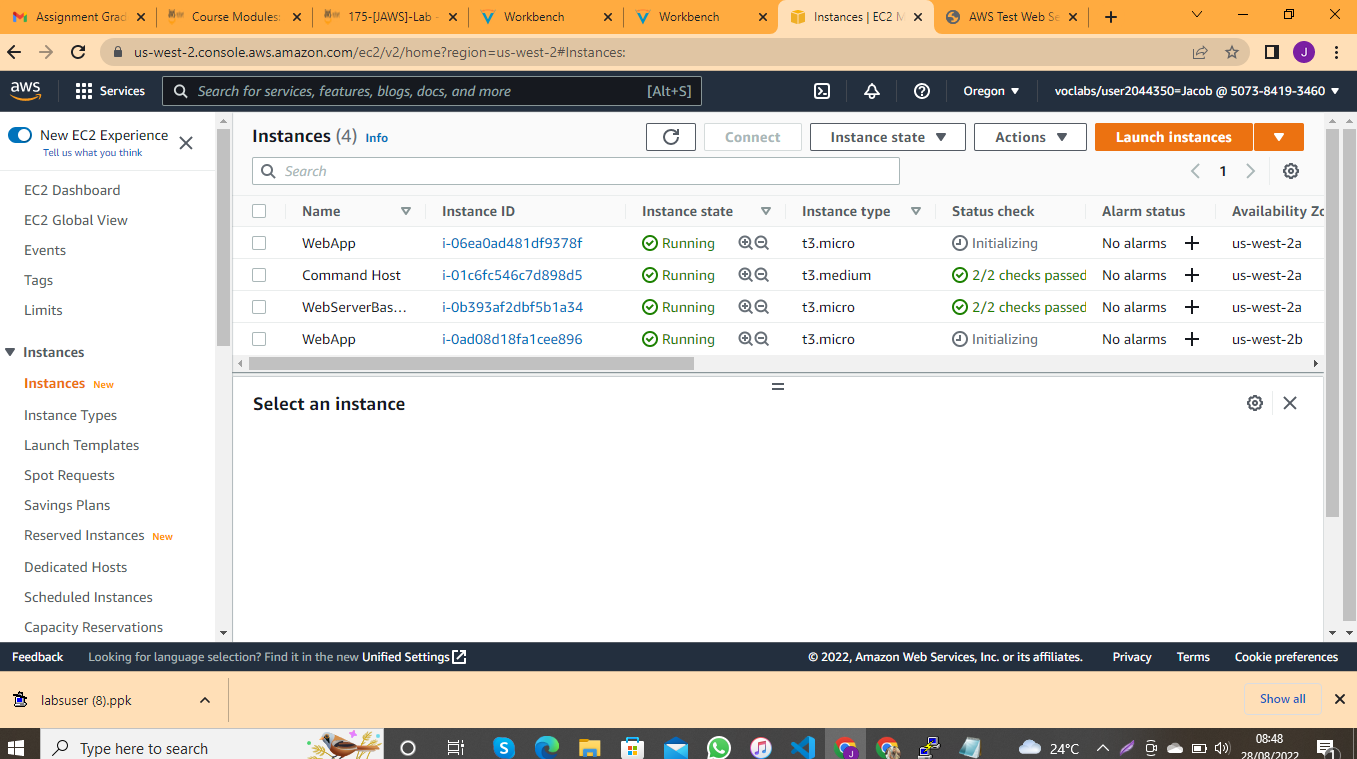 Assignment Grad
Course Modules:
175-[JAWS]-Lab -
Workbench
Workbench
Instances | EC2 M
AWS Test Web Se
us-west-2.console.aws.amazon.com/ec2/v2/home?region=us-west-2#Instances:
J
aws
Services
Search for services, features, blogs, docs, and more
[Alt+S]
Oregon
voclabs/user2044350=Jacob @ 5073-8419-3460
New EC2 Experience
Tell us what you think
EC2 Dashboard
EC2 Global View
Events
Tags
Limits
Instances
Instances New
Instance Types
Launch Templates
Spot Requests
Savings Plans
Reserved Instances New
Dedicated Hosts
Scheduled Instances
Capacity Reservations
Instances (4) Info
Connect
Instance state
Actions
Launch instances
Search
1
Name Instance ID Instance state Instance type Status check Alarm status Availability Zo
WebApp i-06ea0ad481df9378f Running t3.micro Initializing No alarms us-west-2a
Command Host i-01c6fc546c7d898d5 Running t3.medium 2/2 checks passed No alarms us-west-2a
WebServerBas... i-0b393af2dbf5b1a34 Running t3.micro 2/2 checks passed No alarms us-west-2a
WebApp i-0ad08d18fa1cee896 Running t3.micro Initializing No alarms us-west-2b
Select an instance
Feedback
Looking for language selection? Find it in the new Unified Settings
© 2022, Amazon Web Services, Inc. or its affiliates.
Privacy
Terms
Cookie preferences
labsuser (8).ppk
Show all
Type here to search
24°C
08:48
28/08/2022
1